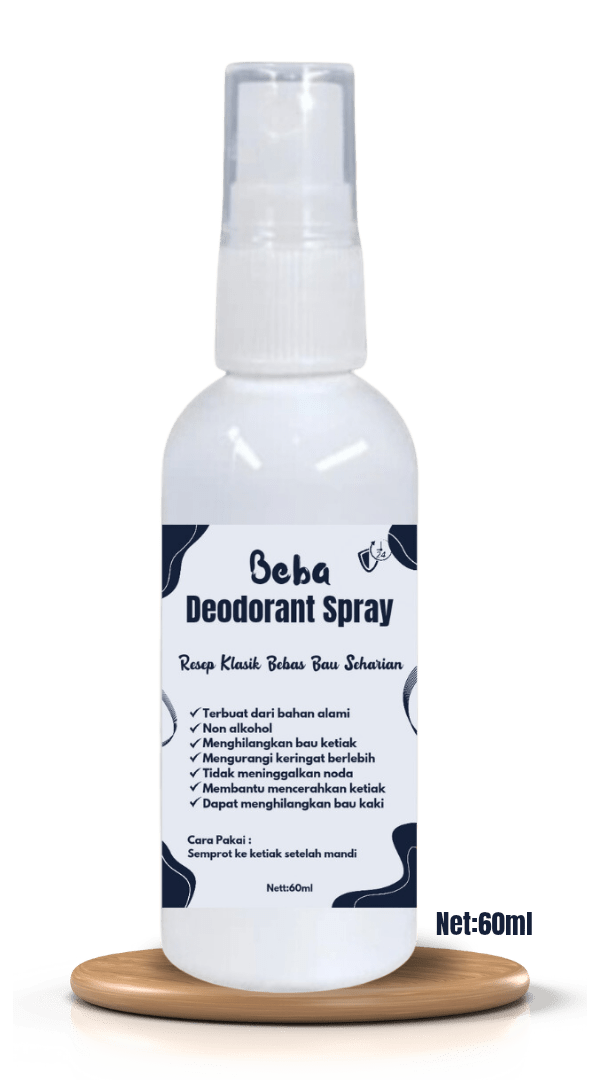 24
Beba
Deodorant Spray
Resep Klasik Bebas Bau Seharian
✓Terbuat dari bahan alami
✓Non alkohol
✓Menghilangkan bau ketiak
✓Mengurangi keringat berlebih
✓Tidak meninggalkan noda
✓Membantu mencerahkan ketiak
✓Dapat menghilangkan bau kaki
Cara Pakai :
Semprot ke ketiak setelah mandi
Nett:60ml
Net:60ml